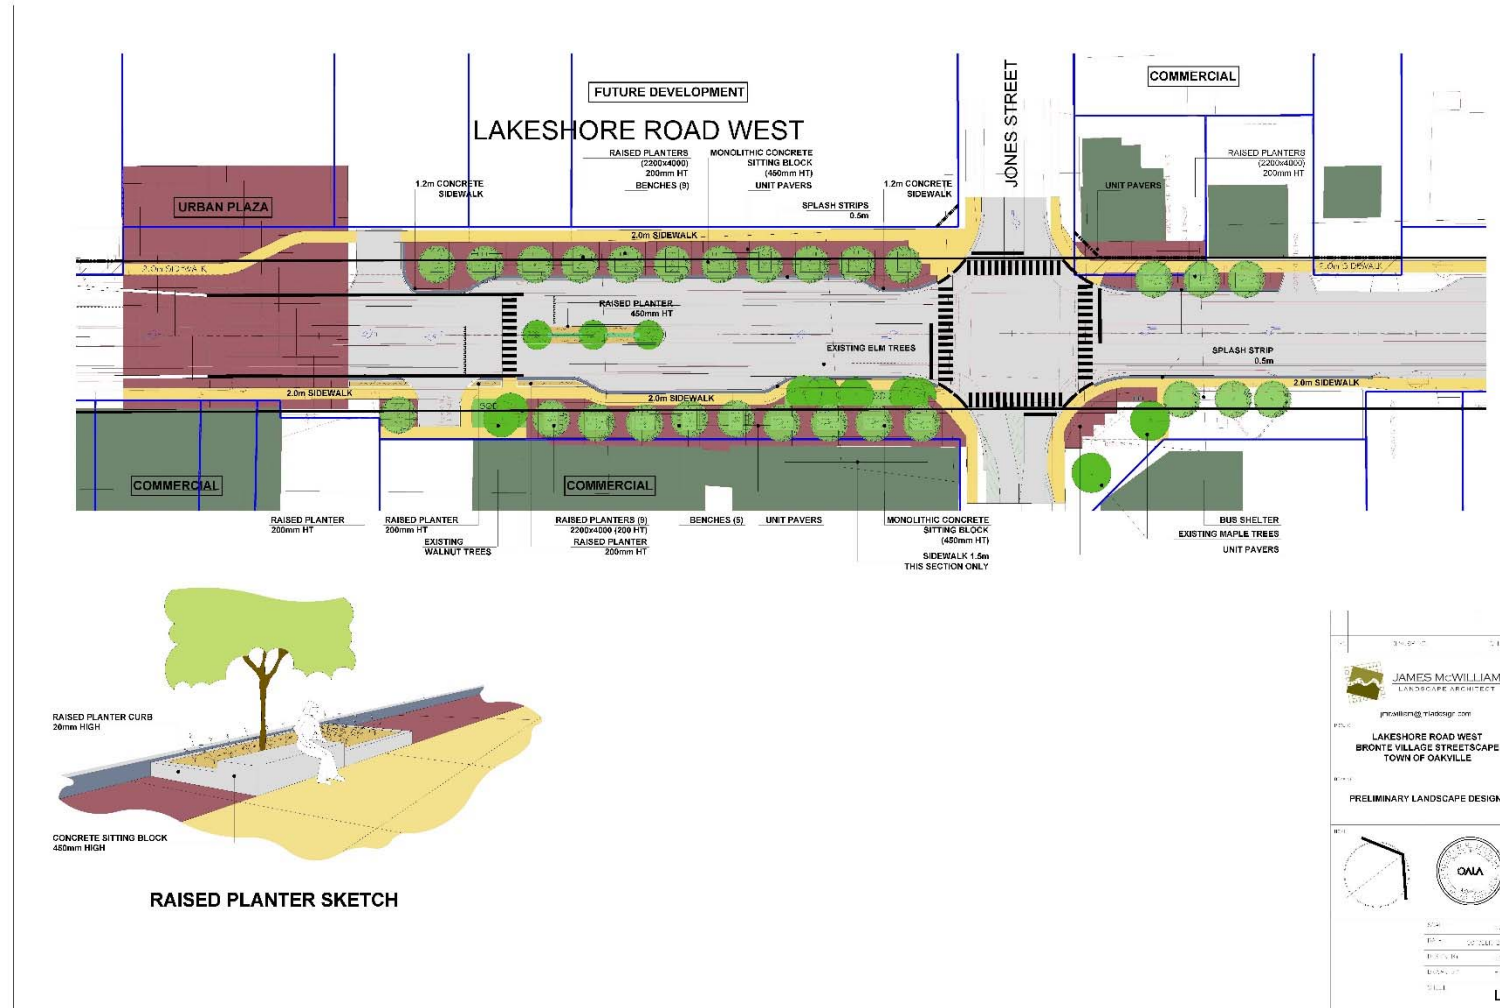 FUTURE DEVELOPMENT
LAKESHORE ROAD WEST
JONES STREET
COMMERCIAL
RAISED PLANTERS
(2200x4000)
200mm HT
BENCHES (9)
MONOLITHIC CONCRETE
SITTING BLOCK
(450mm HT)
UNIT PAVERS
1.2m CONCRETE
SIDEWALK
1.2m CONCRETE
SIDEWALK
SPLASH STRIPS
0.5m
RAISED PLANTERS
(2200x4000)
200mm HT
UNIT PAVERS
URBAN PLAZA
2.0m SIDEWALK
2.0m SIDEWALK
2.0m SIDEWALK
RAISED PLANTER
450mm HT
EXISTING ELM TREES
SPLASH STRIP
0.5m
2.0m SIDEWALK
2.0m SIDEWALK
2.0m SIDEWALK
COMMERCIAL
COMMERCIAL
RAISED PLANTER
200mm HT
RAISED PLANTER
200mm HT
EXISTING
WALNUT TREES
RAISED PLANTERS (9)
2200x4000 (200 HT)
RAISED PLANTER
200mm HT
BENCHES (5)
UNIT PAVERS
MONOLITHIC CONCRETE
SITTING BLOCK
(450mm HT)
SIDEWALK 1.5m
THIS SECTION ONLY
BUS SHELTER
EXISTING MAPLE TREES
UNIT PAVERS
RAISED PLANTER CURB
20mm HIGH
CONCRETE SITTING BLOCK
450mm HIGH
RAISED PLANTER SKETCH
JAMES McWILLIAM
LANDSCAPE ARCHITECT
LAKESHORE ROAD WEST
BRONTE VILLAGE STREETSCAPE
TOWN OF OAKVILLE
PRELIMINARY LANDSCAPE DESIGN
OALA
L